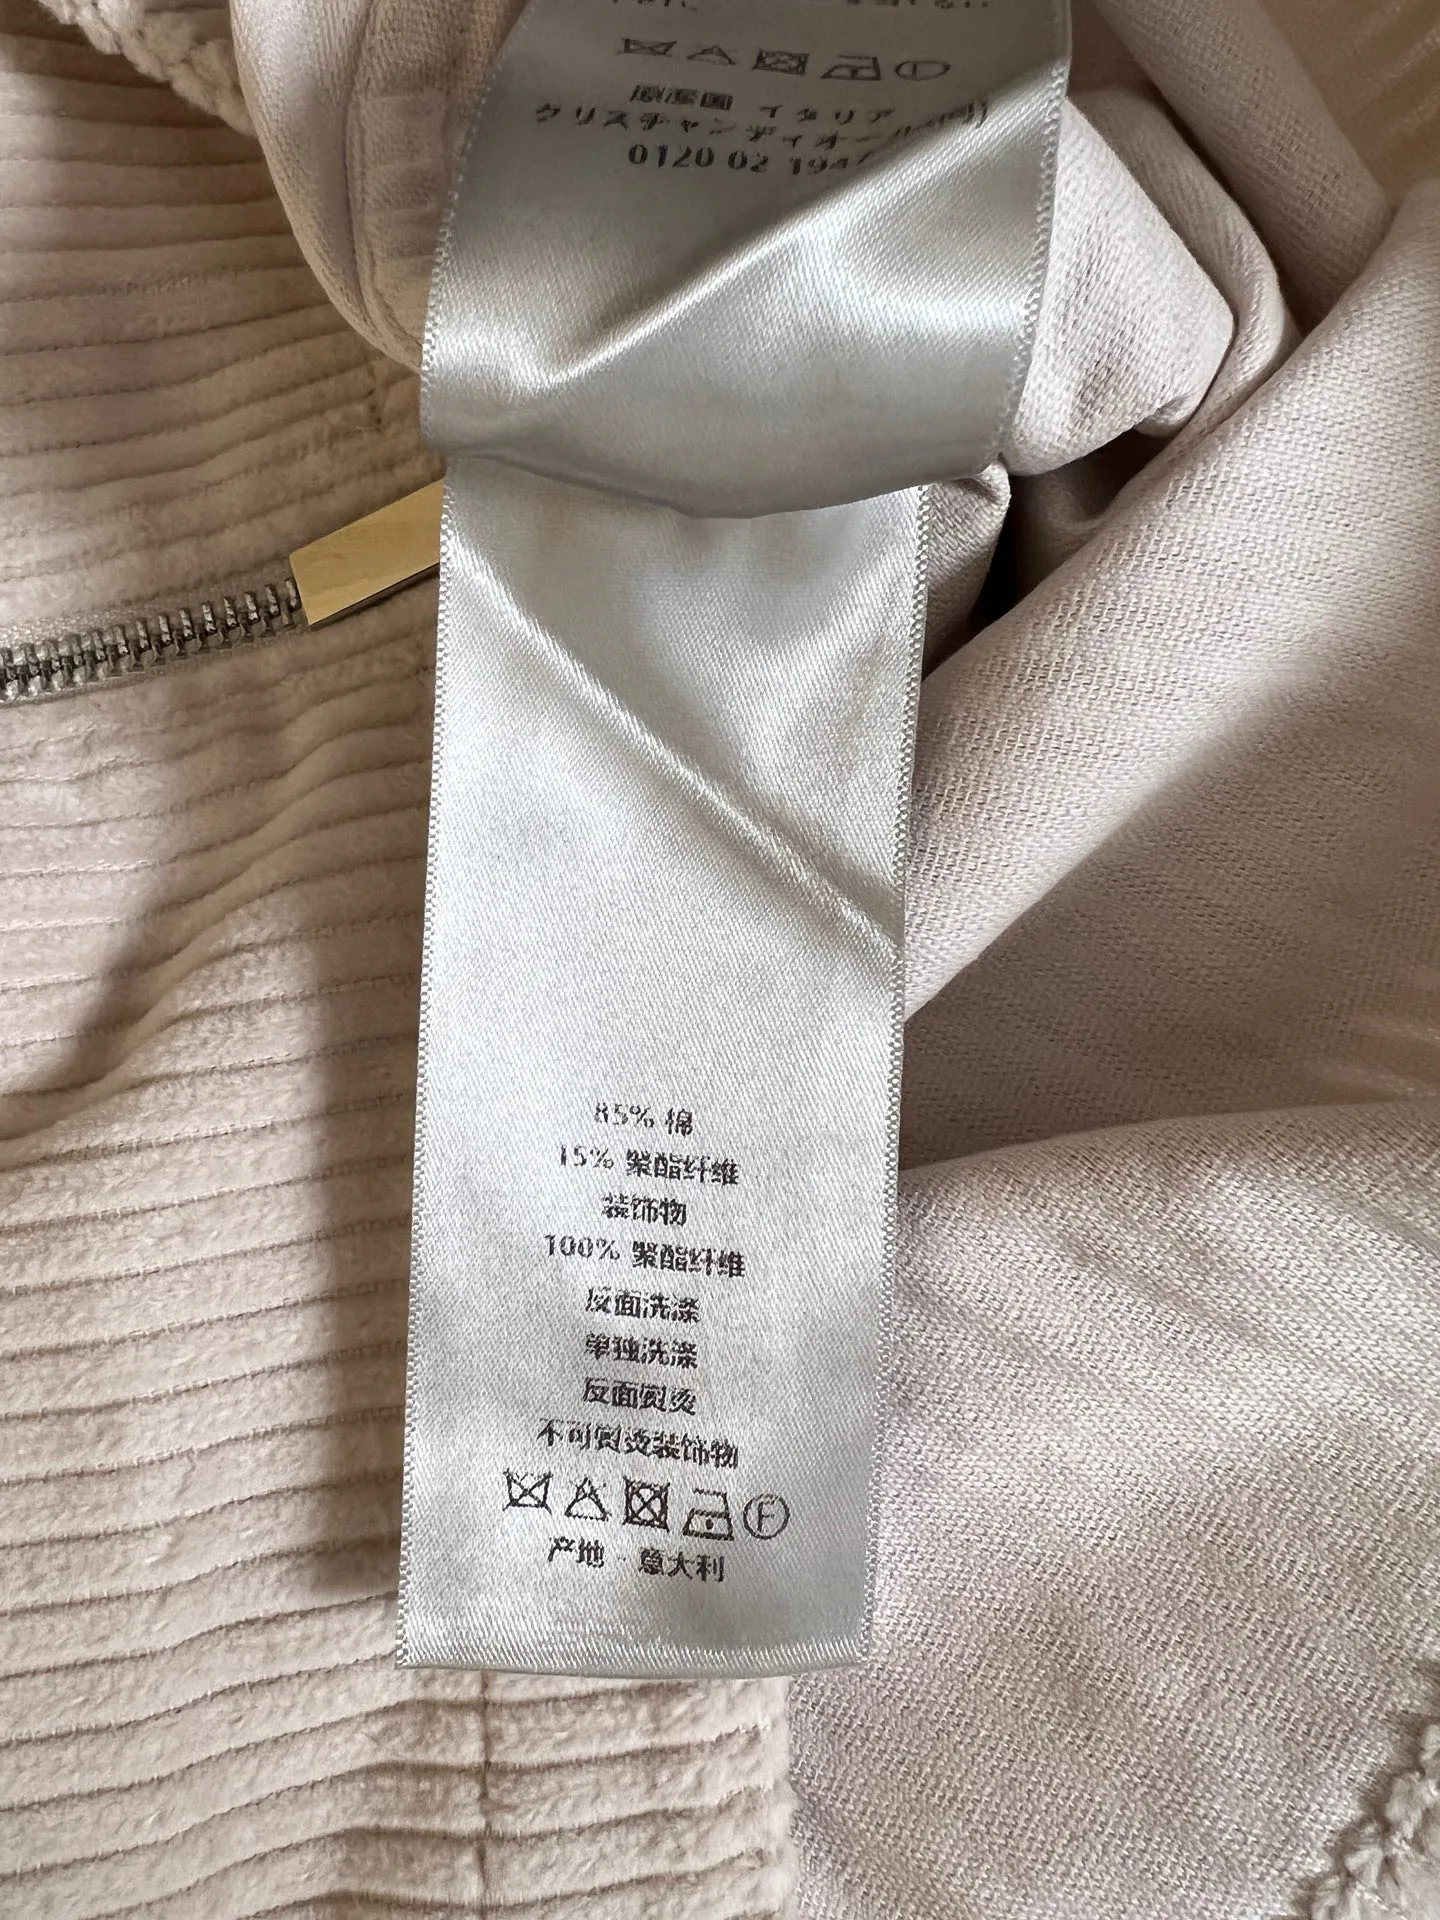 原産国 イタリア
クリスチャンディオール(同)
0120 02 1947
85% 棉
15% 聚酯纤维
装饰物
100% 聚酯纤维
反面洗涤
单独洗涤
反面熨烫
不可熨烫装饰物
F
产地 - 意大利